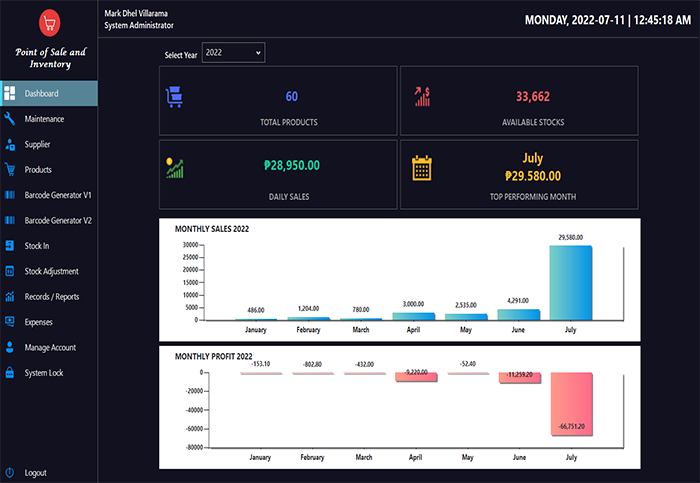 Point of Sale and
Inventory
Dashboard
Maintenance
Supplier
Products
Barcode Generator V1
Barcode Generator V2
Stock In
Stock Adjustment
Records / Reports
Expenses
Manage Account
System Lock
Logout
Mark Dhel Villarama
System Administrator
MONDAY, 2022-07-11 | 12:45:18 AM
Select Year 2022
60
TOTAL PRODUCTS
33,662
AVAILABLE STOCKS
₱28,950.00
DAILY SALES
July
₱29.580.00
TOP PERFORMING MONTH
MONTHLY SALES 2022
30000
25000
20000
15000
10000
5000
0
486.00 1,204.00 780.00 3,000.00 2,535.00 4,291.00 29,580.00
January February March April May June July
MONTHLY PROFIT 2022
0
-20000
-40000
-60000
-80000
-153.10 -802.80 -432.00 -9,220.00 -52.40 -11,259.20 -66,751.20
January February March April May June July